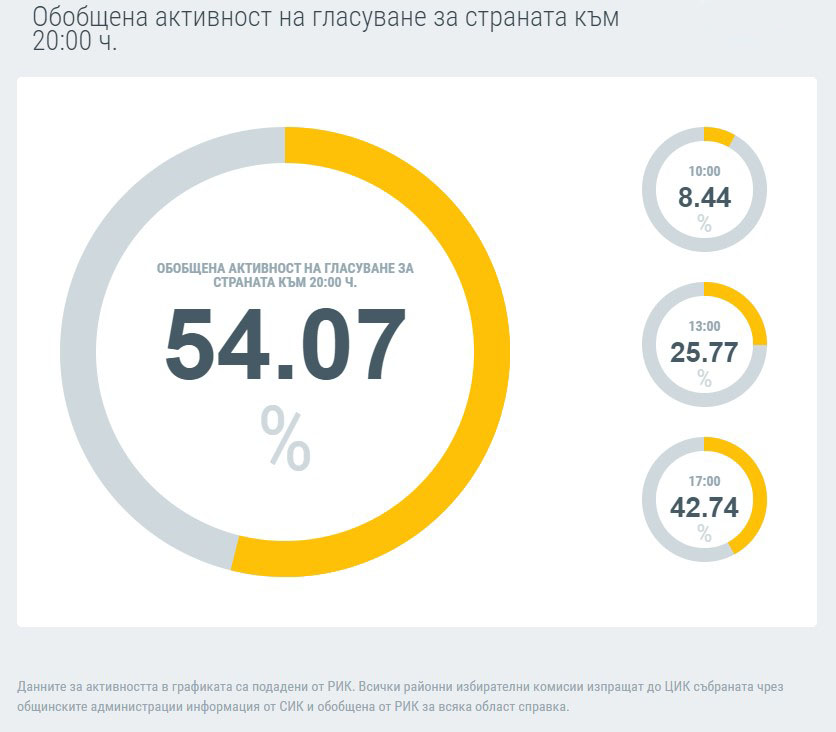 Обобщена активност на гласуване за страната към
20:00 ч.
ОБОБЩЕНА АКТИВНОСТ НА ГЛАСУВАНЕ ЗА
СТРАНАТА КЪМ 20:00 Ч.
54.07
%
10:00
8.44
%
13:00
25.77
%
17:00
42.74
%
Данните за активността в графиката са подадени от РИК. Всички районни избирателни комисии изпращат до ЦИК събраната чрез
общинските администрации информация от СИК и обобщена от РИК за всяка област справка.